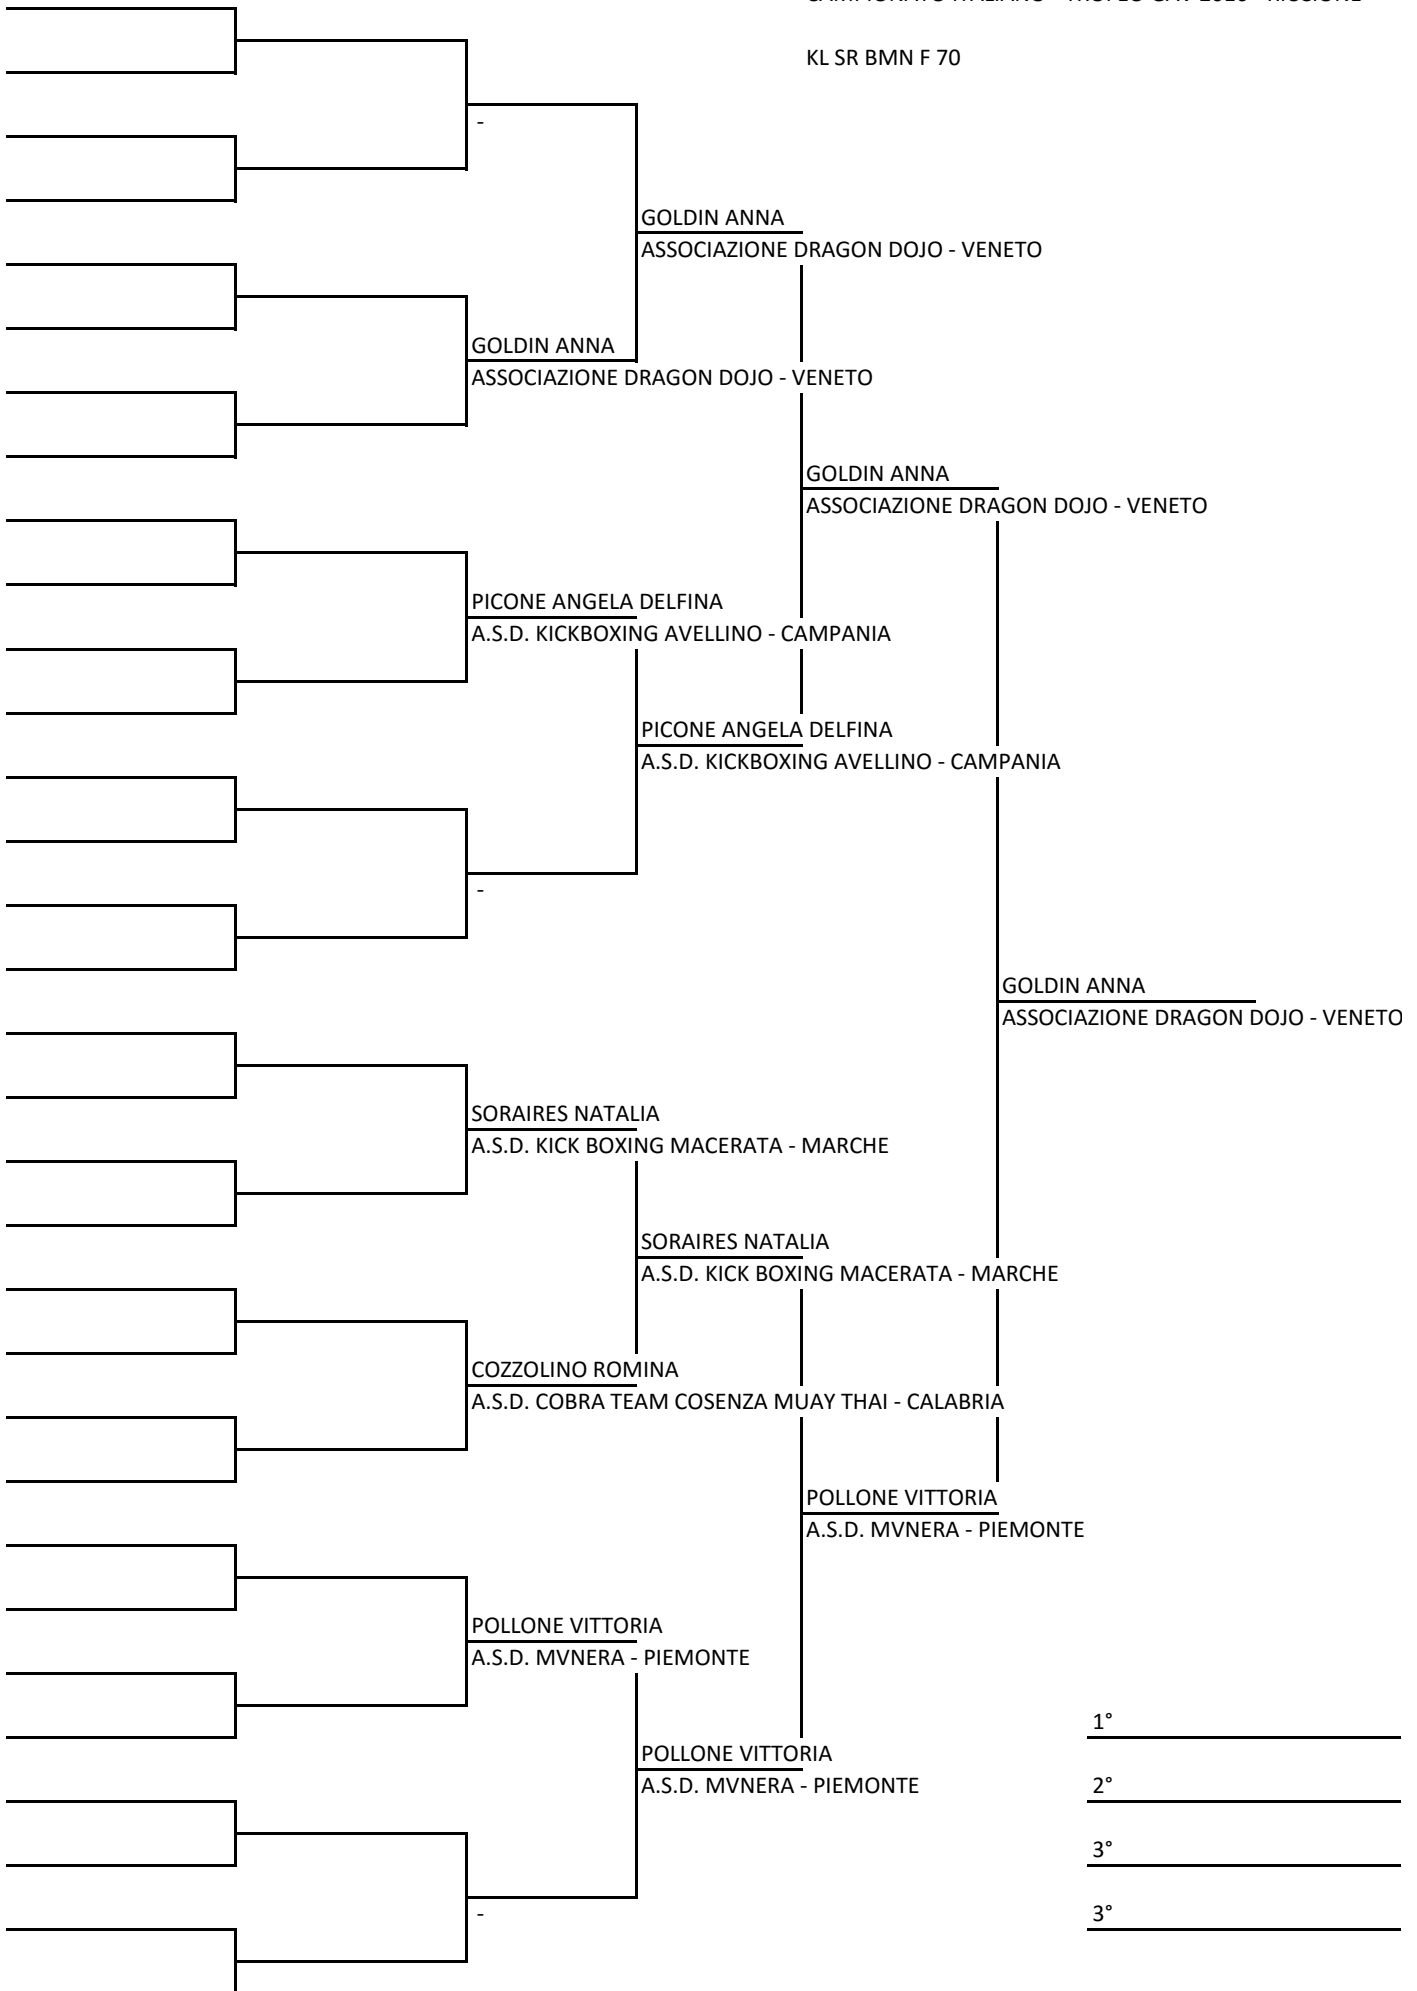 KL SR BMN F 70
-
GOLDIN ANNA
ASSOCIAZIONE DRAGON DOJO - VENETO
GOLDIN ANNA
ASSOCIAZIONE DRAGON DOJO - VENETO
GOLDIN ANNA
ASSOCIAZIONE DRAGON DOJO - VENETO
PICONE ANGELA DELFINA
A.S.D. KICKBOXING AVELLINO - CAMPANIA
PICONE ANGELA DELFINA
A.S.D. KICKBOXING AVELLINO - CAMPANIA
-
GOLDIN ANNA
ASSOCIAZIONE DRAGON DOJO - VENETO
SORAIRES NATALIA
A.S.D. KICK BOXING MACERATA - MARCHE
SORAIRES NATALIA
A.S.D. KICK BOXING MACERATA - MARCHE
COZZOLINO ROMINA
A.S.D. COBRA TEAM COSENZA MUAY THAI - CALABRIA
POLLONE VITTORIA
A.S.D. MVNERA - PIEMONTE
POLLONE VITTORIA
A.S.D. MVNERA - PIEMONTE
1°
POLLONE VITTORIA
A.S.D. MVNERA - PIEMONTE
2°
3°
-
3°